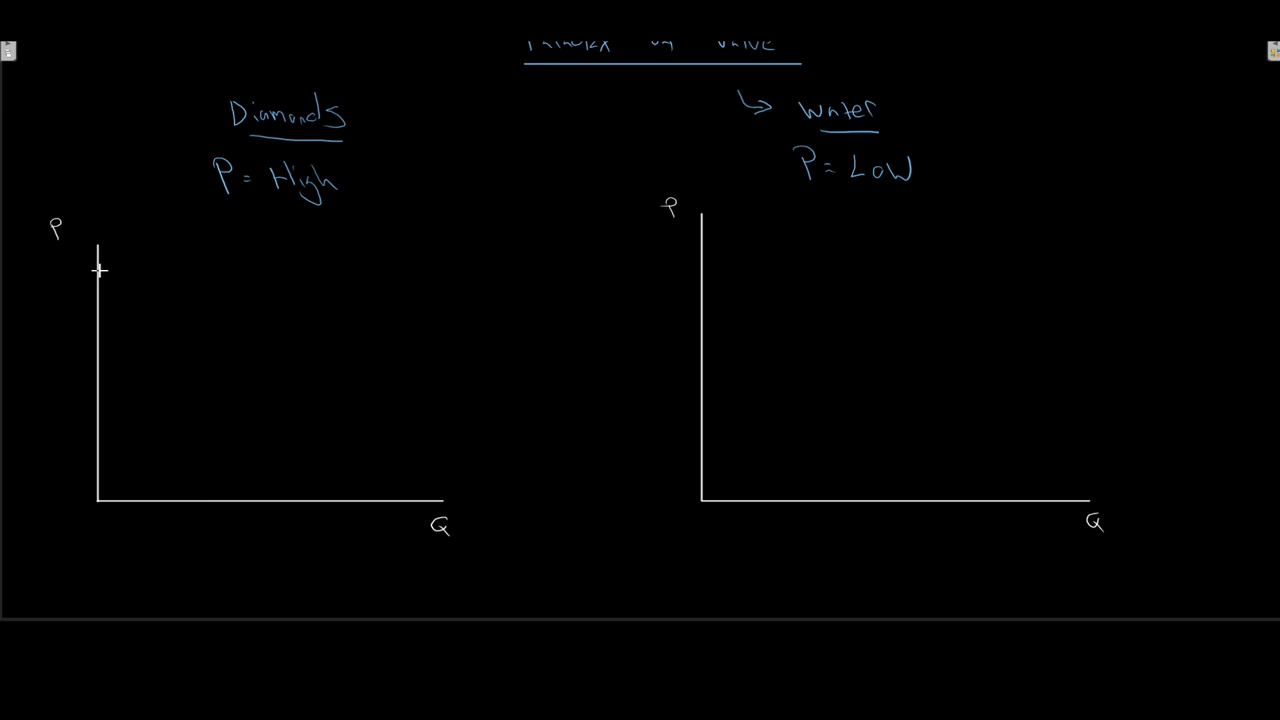 Diamonds
P = High
↳ Water
P = Low
P
Q
P
Q